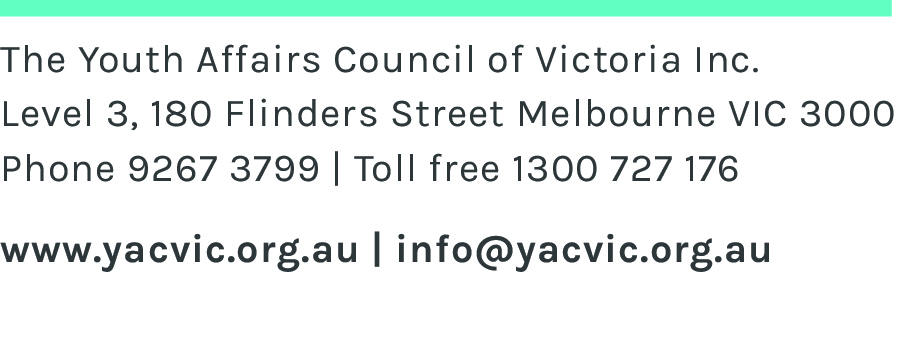 The Youth Affairs Council of Victoria Inc.
Level 3, 180 Flinders Street Melbourne VIC 3000
Phone 9267 3799 | Toll free 1300 727 176
www.yacvic.org.au | info@yacvic.org.au